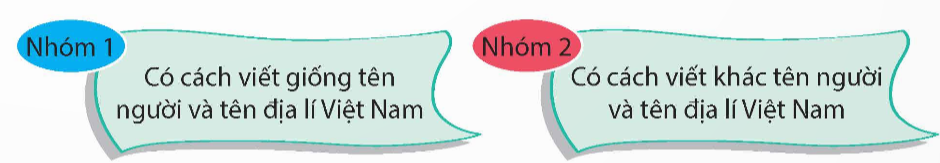 Nhóm 1
Có cách viết giống tên
người và tên địa lí Việt Nam
Nhóm 2
Có cách viết khác tên người
và tên địa lí Việt Nam